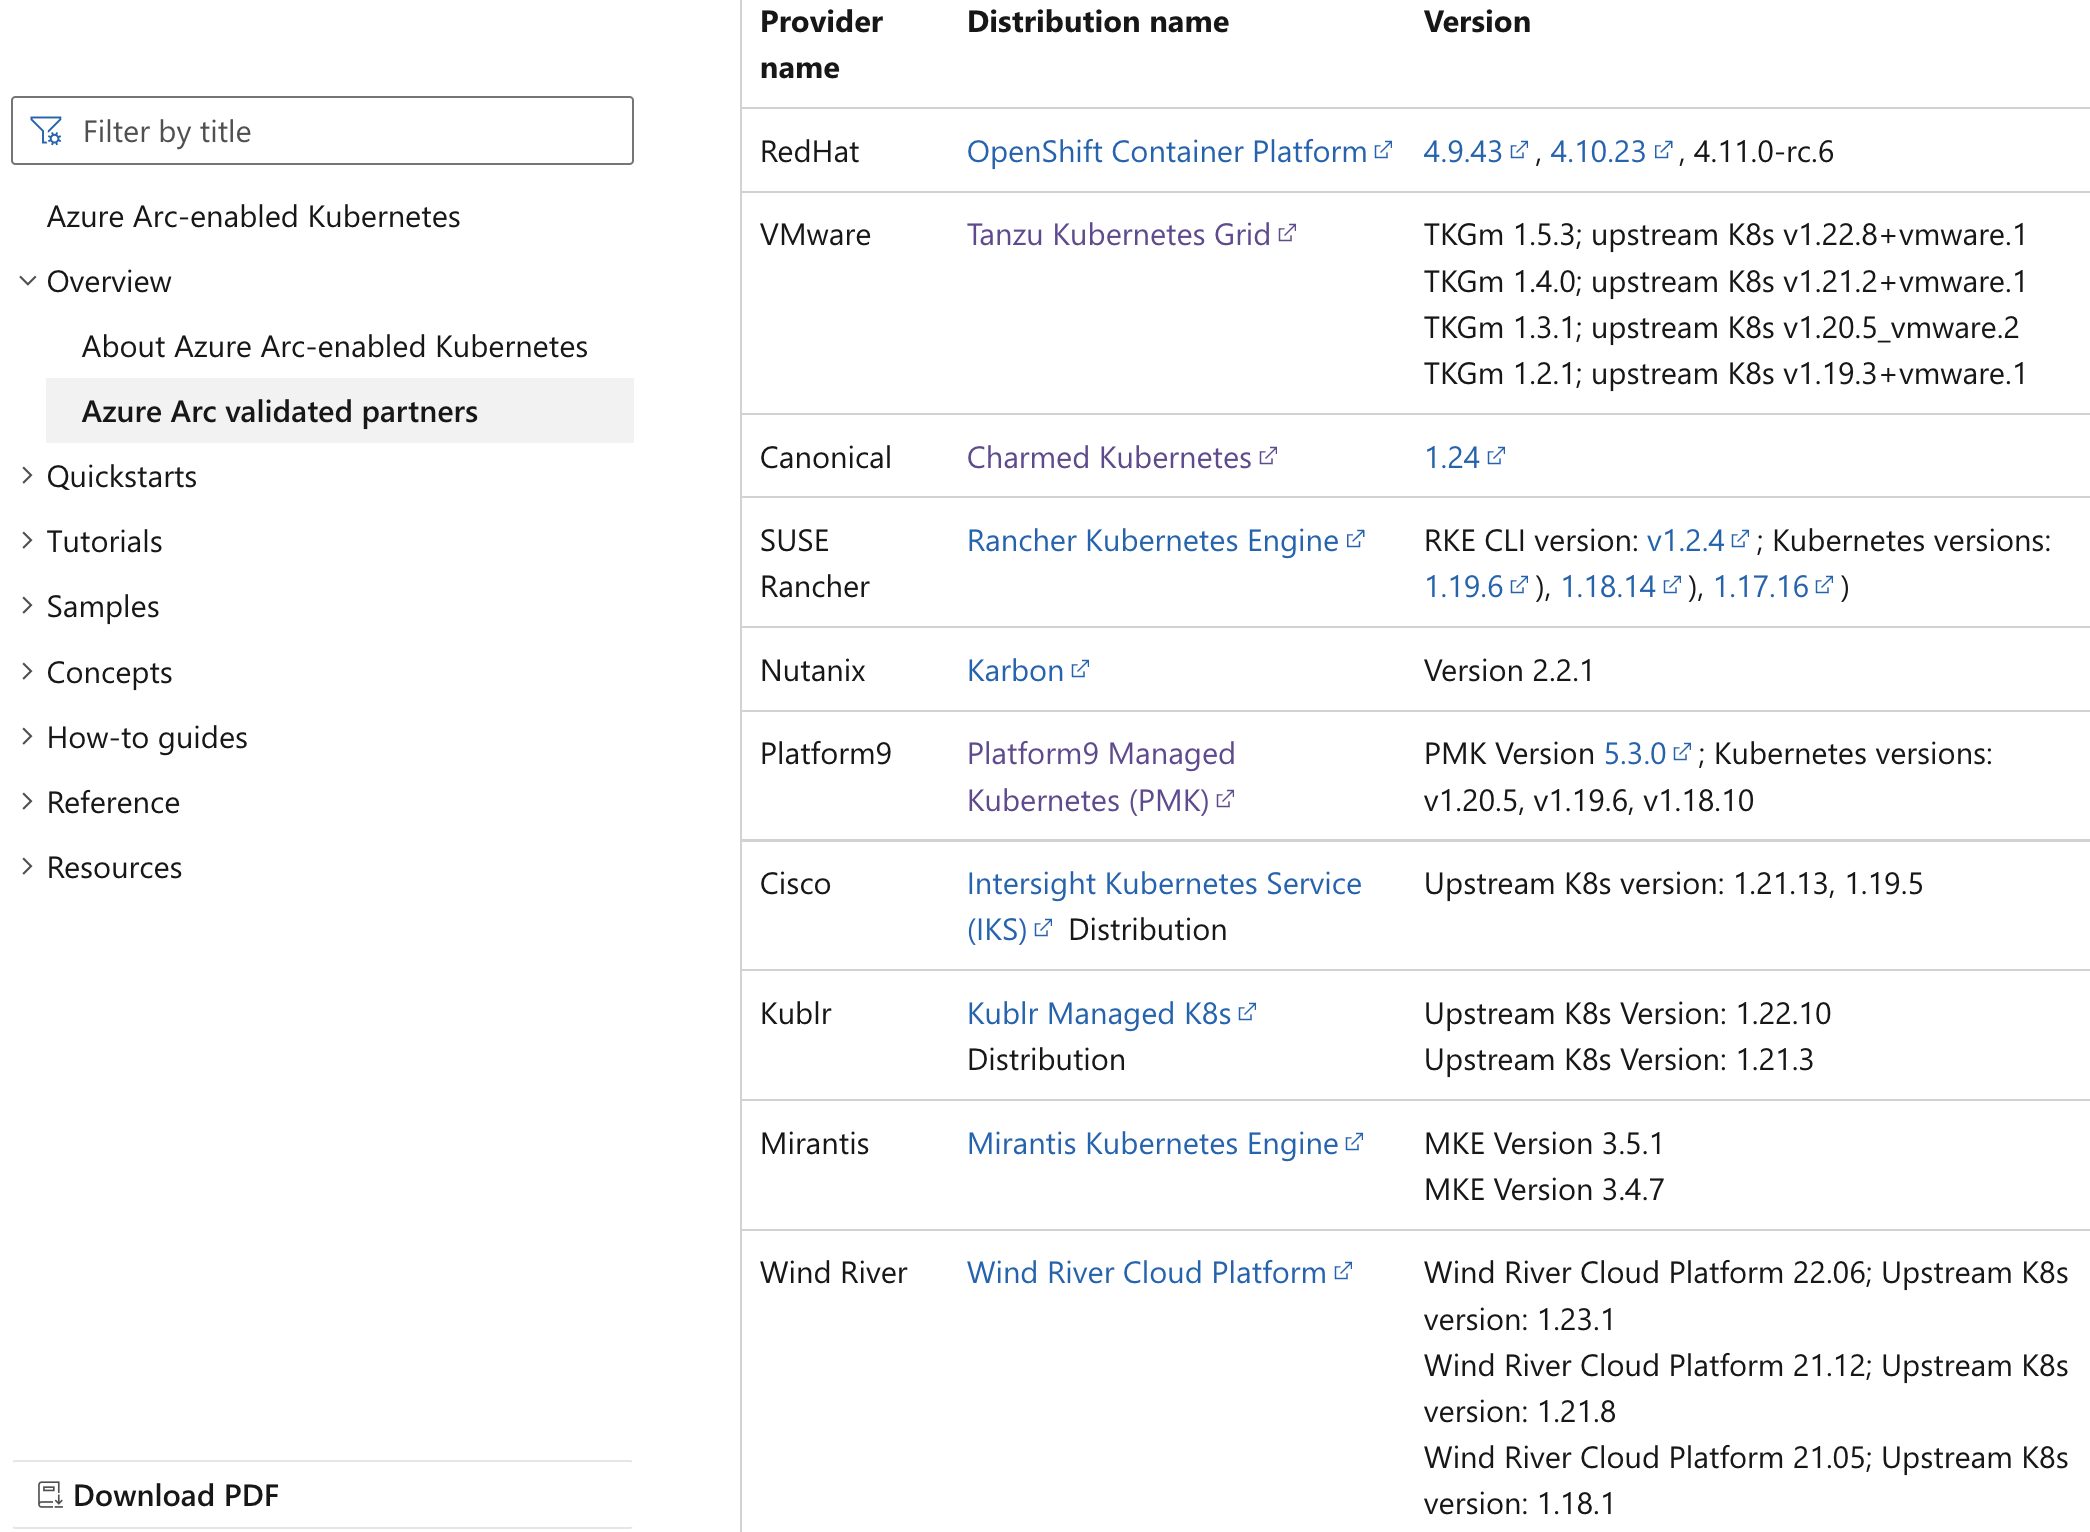 Filter by title
Azure Arc-enabled Kubernetes
Overview
About Azure Arc-enabled Kubernetes
Azure Arc validated partners
Quickstarts
Tutorials
Samples
Concepts
How-to guides
Reference
Resources
Download PDF
Provider name Distribution name Version
RedHat OpenShift Container Platform 4.9.43 , 4.10.23 , 4.11.0-rc.6
VMware Tanzu Kubernetes Grid TKGm 1.5.3; upstream K8s v1.22.8+vmware.1
TKGm 1.4.0; upstream K8s v1.21.2+vmware.1
TKGm 1.3.1; upstream K8s v1.20.5_vmware.2
TKGm 1.2.1; upstream K8s v1.19.3+vmware.1
Canonical Charmed Kubernetes 1.24
SUSE Rancher Rancher Kubernetes Engine RKE CLI version: v1.2.4 ; Kubernetes versions:
1.19.6 ), 1.18.14 ), 1.17.16 )
Nutanix Karbon Version 2.2.1
Platform9 Platform9 Managed Kubernetes (PMK) PMK Version 5.3.0 ; Kubernetes versions:
v1.20.5, v1.19.6, v1.18.10
Cisco Intersight Kubernetes Service (IKS) Distribution Upstream K8s version: 1.21.13, 1.19.5
Kublr Kublr Managed K8s Distribution Upstream K8s Version: 1.22.10
Upstream K8s Version: 1.21.3
Mirantis Mirantis Kubernetes Engine MKE Version 3.5.1
MKE Version 3.4.7
Wind River Wind River Cloud Platform Wind River Cloud Platform 22.06; Upstream K8s
version: 1.23.1
Wind River Cloud Platform 21.12; Upstream K8s
version: 1.21.8
Wind River Cloud Platform 21.05; Upstream K8s
version: 1.18.1